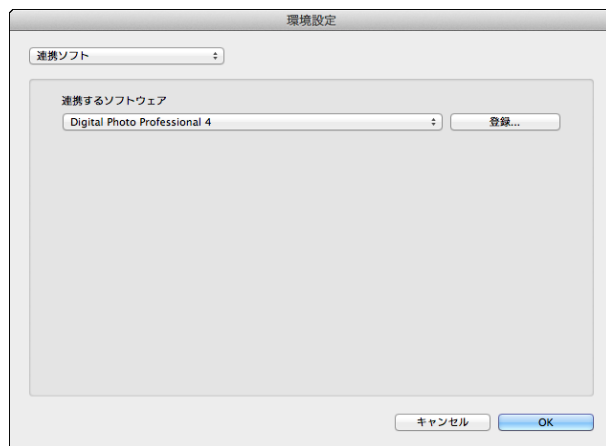 環境設定
連携ソフト
連携するソフトウェア
Digital Photo Professional 4
登録...
キャンセル
OK